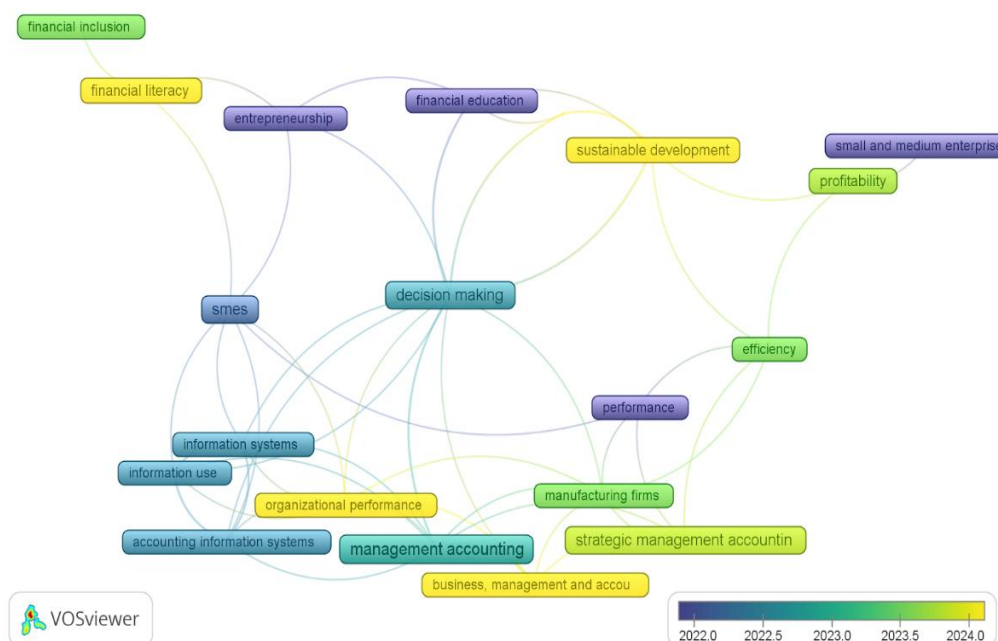 financial inclusion
financial literacy
entrepreneurship
financial education
sustainable development
small and medium enterprise
profitability
decision making
smes
efficiency
performance
information systems
information use
organizational performance
manufacturing firms
accounting information systems
management accounting
strategic management accountin
business, management and accou
VOSviewer
2022.0 2022.5 2023.0 2023.5 2024.0